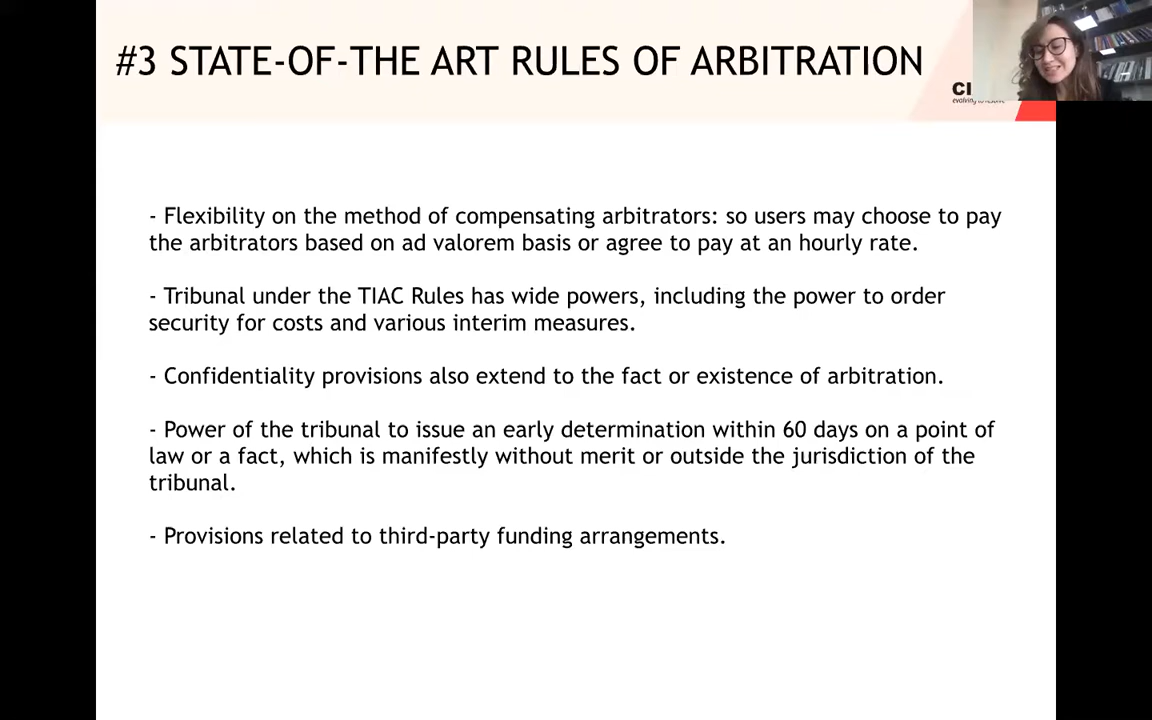 #3 STATE-OF-THE ART RULES OF ARBITRATION
CI
evolving to
- Flexibility on the method of compensating arbitrators: so users may choose to pay
the arbitrators based on ad valorem basis or agree to pay at an hourly rate.
- Tribunal under the TIAC Rules has wide powers, including the power to order
security for costs and various interim measures.
- Confidentiality provisions also extend to the fact or existence of arbitration.
- Power of the tribunal to issue an early determination within 60 days on a point of
law or a fact, which is manifestly without merit or outside the jurisdiction of the
tribunal.
- Provisions related to third-party funding arrangements.